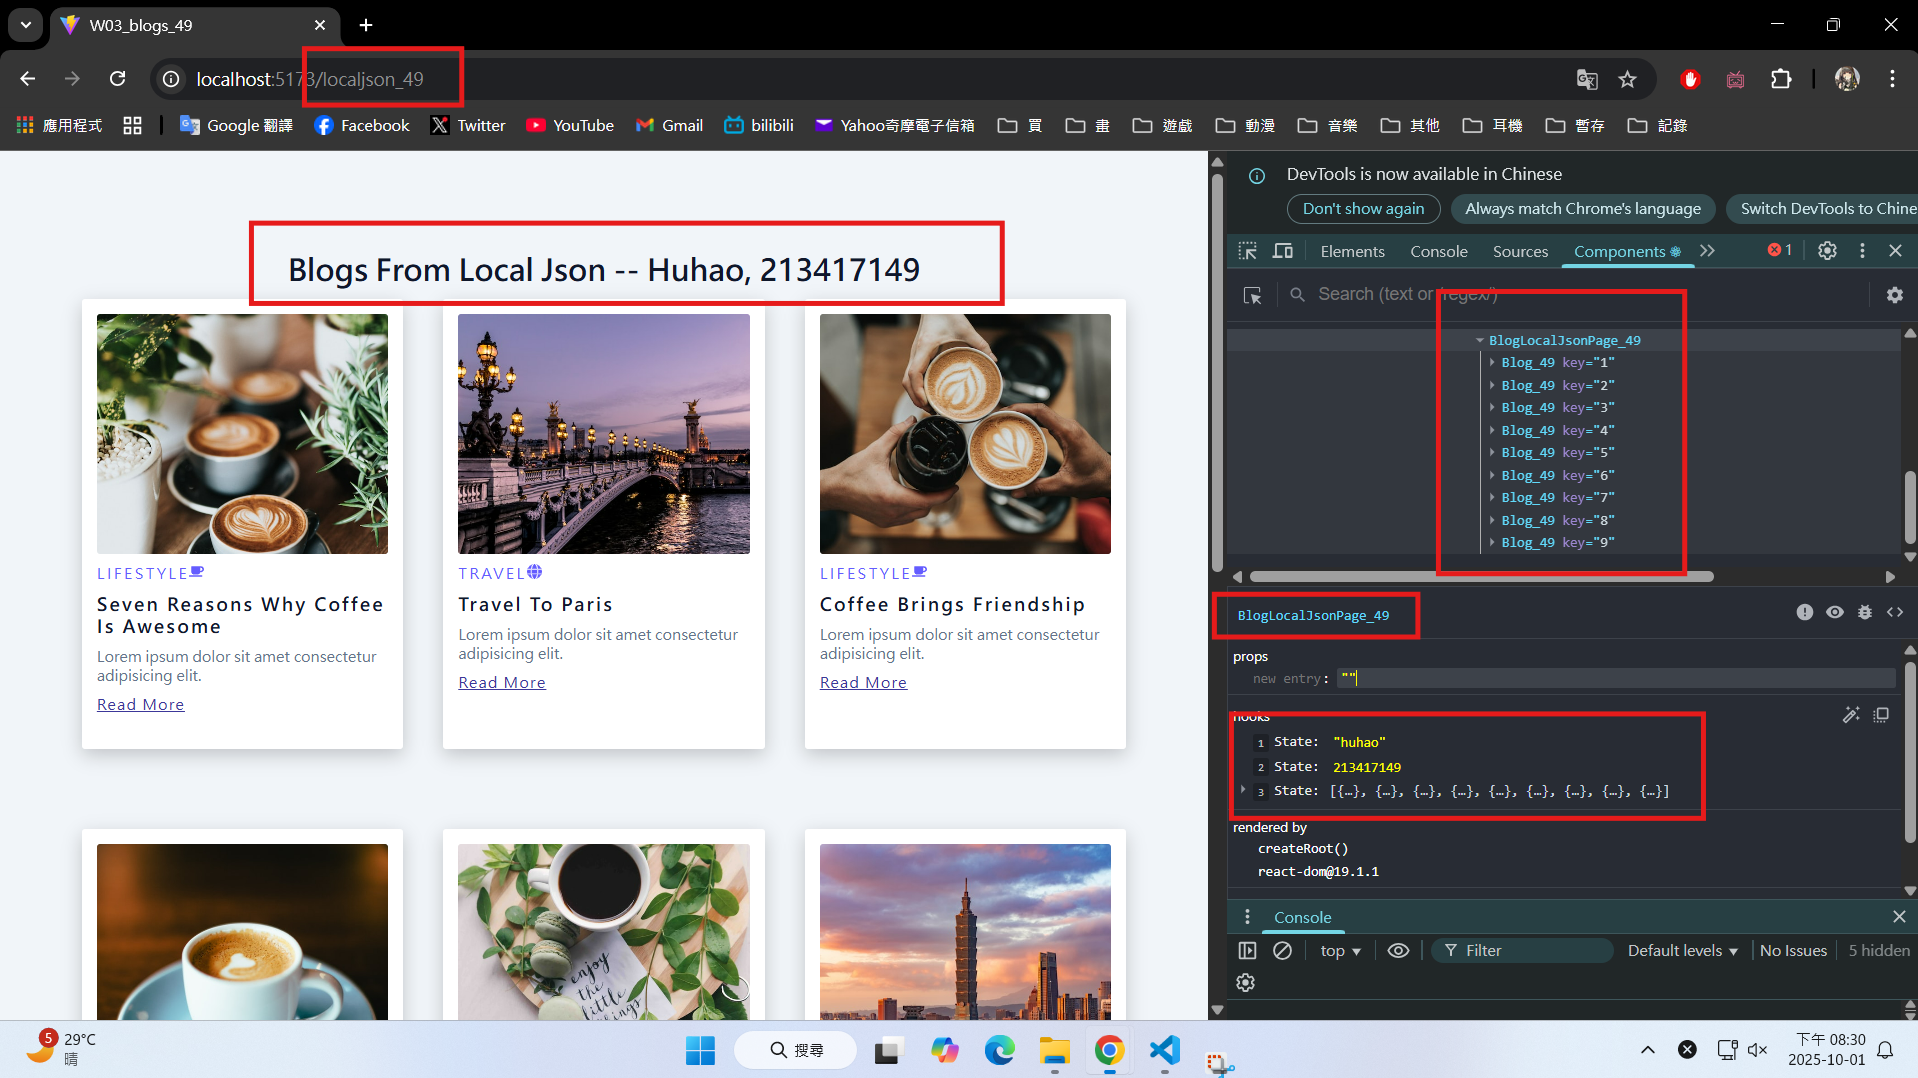 W03_blogs_49
localhost:5173/localjson_49
應用程式
Google 翻譯
Facebook
Twitter
YouTube
Gmail
bilibili
Yahoo奇摩電子信箱
買
畫
遊戲
動漫
音樂
其他
耳機
暫存
記錄
Blogs From Local Json -- Huhao, 213417149
LIFESTYLE
Seven Reasons Why Coffee
Is Awesome
Lorem ipsum dolor sit amet consectetur
adipisicing elit.
Read More
TRAVEL
Travel To Paris
Lorem ipsum dolor sit amet consectetur
adipisicing elit.
Read More
LIFESTYLE
Coffee Brings Friendship
Lorem ipsum dolor sit amet consectetur
adipisicing elit.
Read More
enjoy
the
little
things
DevTools is now available in Chinese
Don't show again
Always match Chrome's language
Switch DevTools to Chine
Elements
Console
Sources
Components
1
Search (text or /regex/)
BlogLocalJsonPage_49
Blog_49 key="1"
Blog_49 key="2"
Blog_49 key="3"
Blog_49 key="4"
Blog_49 key="5"
Blog_49 key="6"
Blog_49 key="7"
Blog_49 key="8"
Blog_49 key="9"
BlogLocalJsonPage_49
props
new entry: ""
hooks
1 State: "huhao"
2 State: 213417149
3 State: [{…}, {…}, {…}, {…}, {…}, {…}, {…}, {…}, {…}]
rendered by
createRoot()
react-dom@19.1.1
Console
top
Filter
Default levels
No Issues
5 hidden
5
29°C
晴
搜尋
下午 08:30
2025-10-01